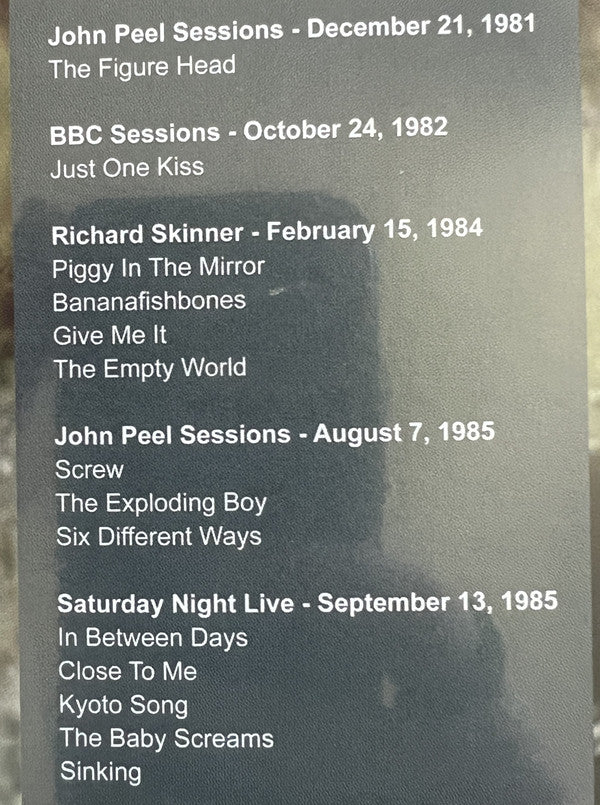 John Peel Sessions - December 21, 1981
The Figure Head
BBC Sessions - October 24, 1982
Just One Kiss
Richard Skinner - February 15, 1984
Piggy In The Mirror
Bananafishbones
Give Me It
The Empty World
John Peel Sessions - August 7, 1985
Screw
The Exploding Boy
Six Different Ways
Saturday Night Live - September 13, 1985
In Between Days
Close To Me
Kyoto Song
The Baby Screams
Sinking